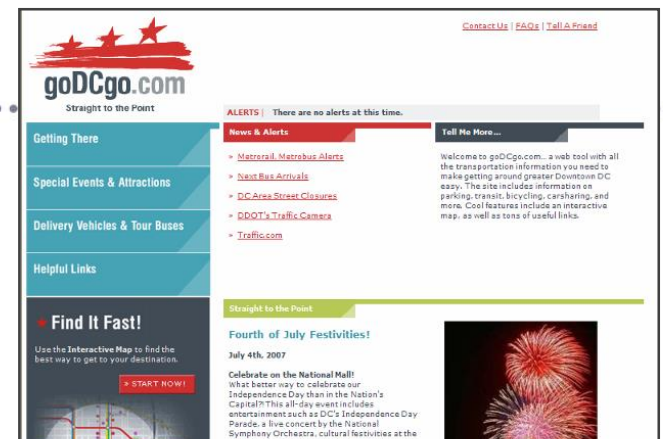 Contact Us | FAQs | Tell A Friend
goDCgo.com
Straight to the Point
ALERTS | There are no alerts at this time.
Getting There
Special Events & Attractions
Delivery Vehicles & Tour Buses
Helpful Links
News & Alerts
» Metrorail, Metrobus Alerts
» Next Bus Arrivals
» DC Area Street Closures
» DDOT's Traffic Camera
» Traffic.com
Tell Me More...
Welcome to goDCgo.com... a web tool with all
the transportation information you need to
make getting around greater Downtown DC
easy. The site includes information on
parking, transit, bicycling, carsharing, and
more. Cool features include an interactive
map, as well as tons of useful links.
Find It Fast!
Use the Interactive Map to find the
best way to get to your destination.
> START NOW!
Straight to the Point
Fourth of July Festivities!
July 4th, 2007
Celebrate on the National Mall!
What better way to celebrate our
Independence Day than in the Nation's
Capital?! This all-day event includes
entertainment such as DC's Independence Day
Parade, a live concert by the National
Symphony Orchestra, cultural festivities at the